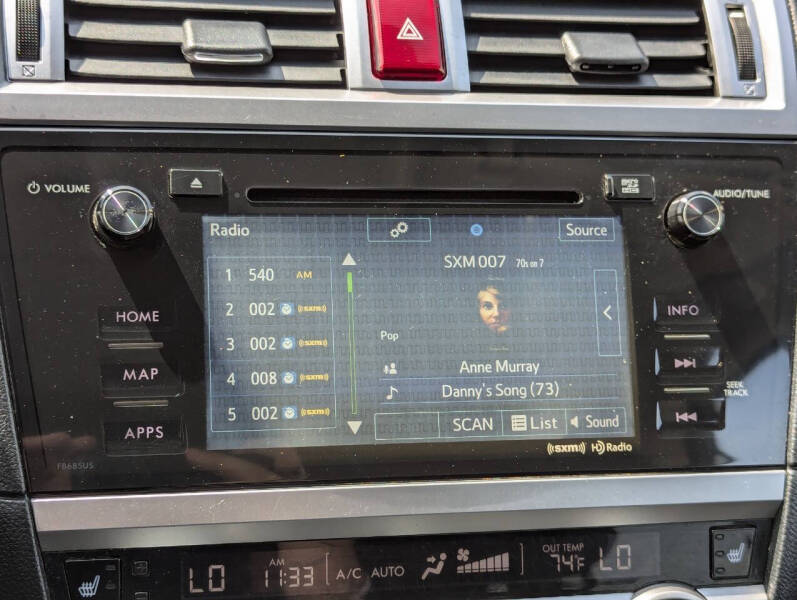 VOLUME
AUDIO/TUNE
Radio
Source
SXM 007 70s on 7
1 540 AM
2 002 ((sxm))
3 002 ((sxm))
4 008 ((sxm))
5 002 ((sxm))
Pop
Anne Murray
Danny's Song (73)
SCAN
List
Sound
HOME
MAP
APPS
INFO
SEEK
TRACK
F8685US
((sxm)) HD Radio
LO
AM
11:33
A/C AUTO
OUT TEMP
74°F
LO